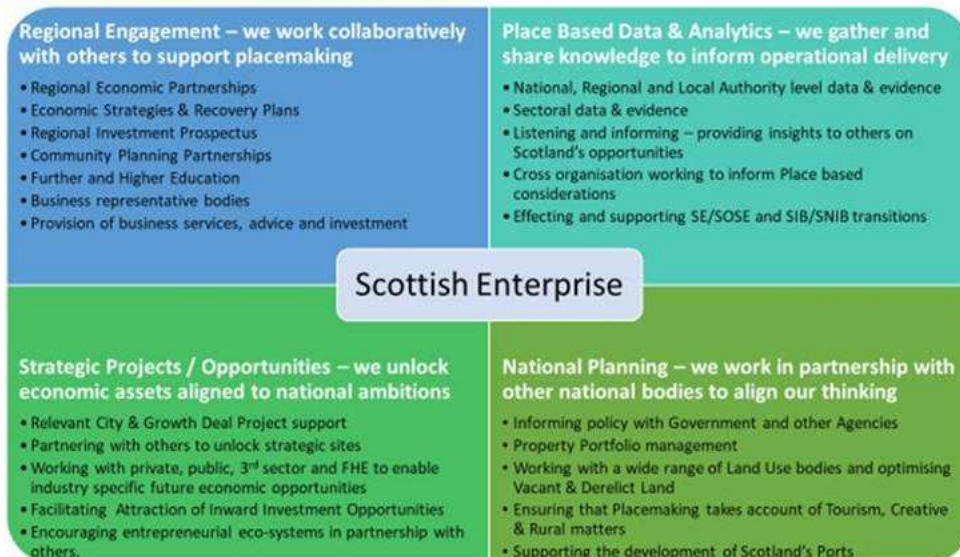 Regional Engagement – we work collaboratively
with others to support placemaking
• Regional Economic Partnerships
• Economic Strategies & Recovery Plans
• Regional Investment Prospectus
• Community Planning Partnerships
• Further and Higher Education
• Business representative bodies
• Provision of business services, advice and investment
Place Based Data & Analytics – we gather and
share knowledge to inform operational delivery
• National, Regional and Local Authority level data & evidence
• Sectoral data & evidence
• Listening and informing – providing insights to others on
Scotland's opportunities
• Cross organisation working to inform Place based
considerations
• Effecting and supporting SE/SOSE and SIB/SNIB transitions
Scottish Enterprise
Strategic Projects / Opportunities – we unlock
economic assets aligned to national ambitions
• Relevant City & Growth Deal Project support
• Partnering with others to unlock strategic sites
• Working with private, public, 3rd sector and FHE to enable
industry specific future economic opportunities
• Facilitating Attraction of Inward Investment Opportunities
• Encouraging entrepreneurial eco-systems in partnership with
others.
National Planning – we work in partnership with
other national bodies to align our thinking
• Informing policy with Government and other Agencies
• Property Portfolio management
• Working with a wide range of Land Use bodies and optimising
Vacant & Derelict Land
• Ensuring that Placemaking takes account of Tourism, Creative
& Rural matters
• Supporting the development of Scotland's Ports